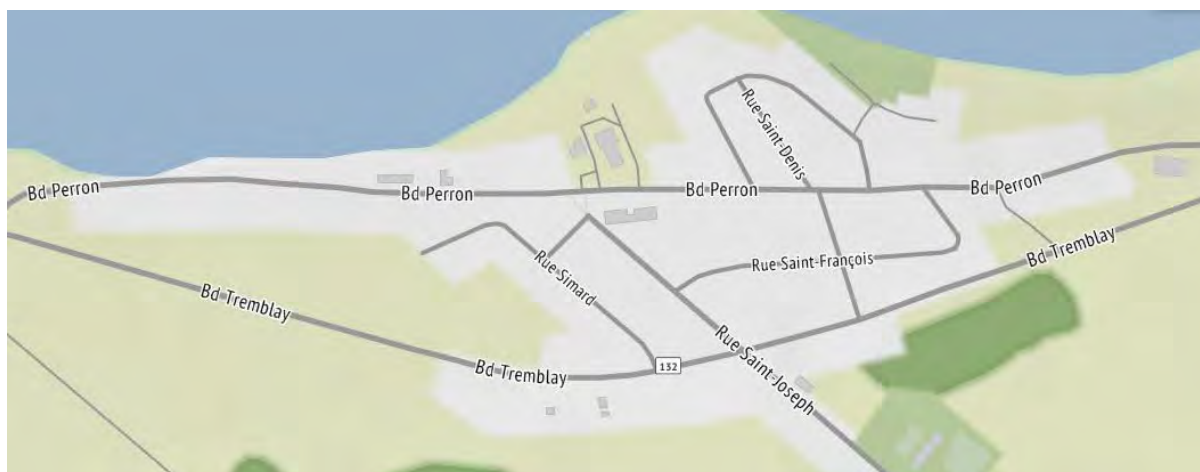 Rue Saint-Denis
Bd Perron
Bd Perron
Bd Perron
Bd Perron
Rue Saint-François
Bd Tremblay
Rue Simard
Bd Tremblay
132
Rue Saint-Joseph
Bd Tremblay